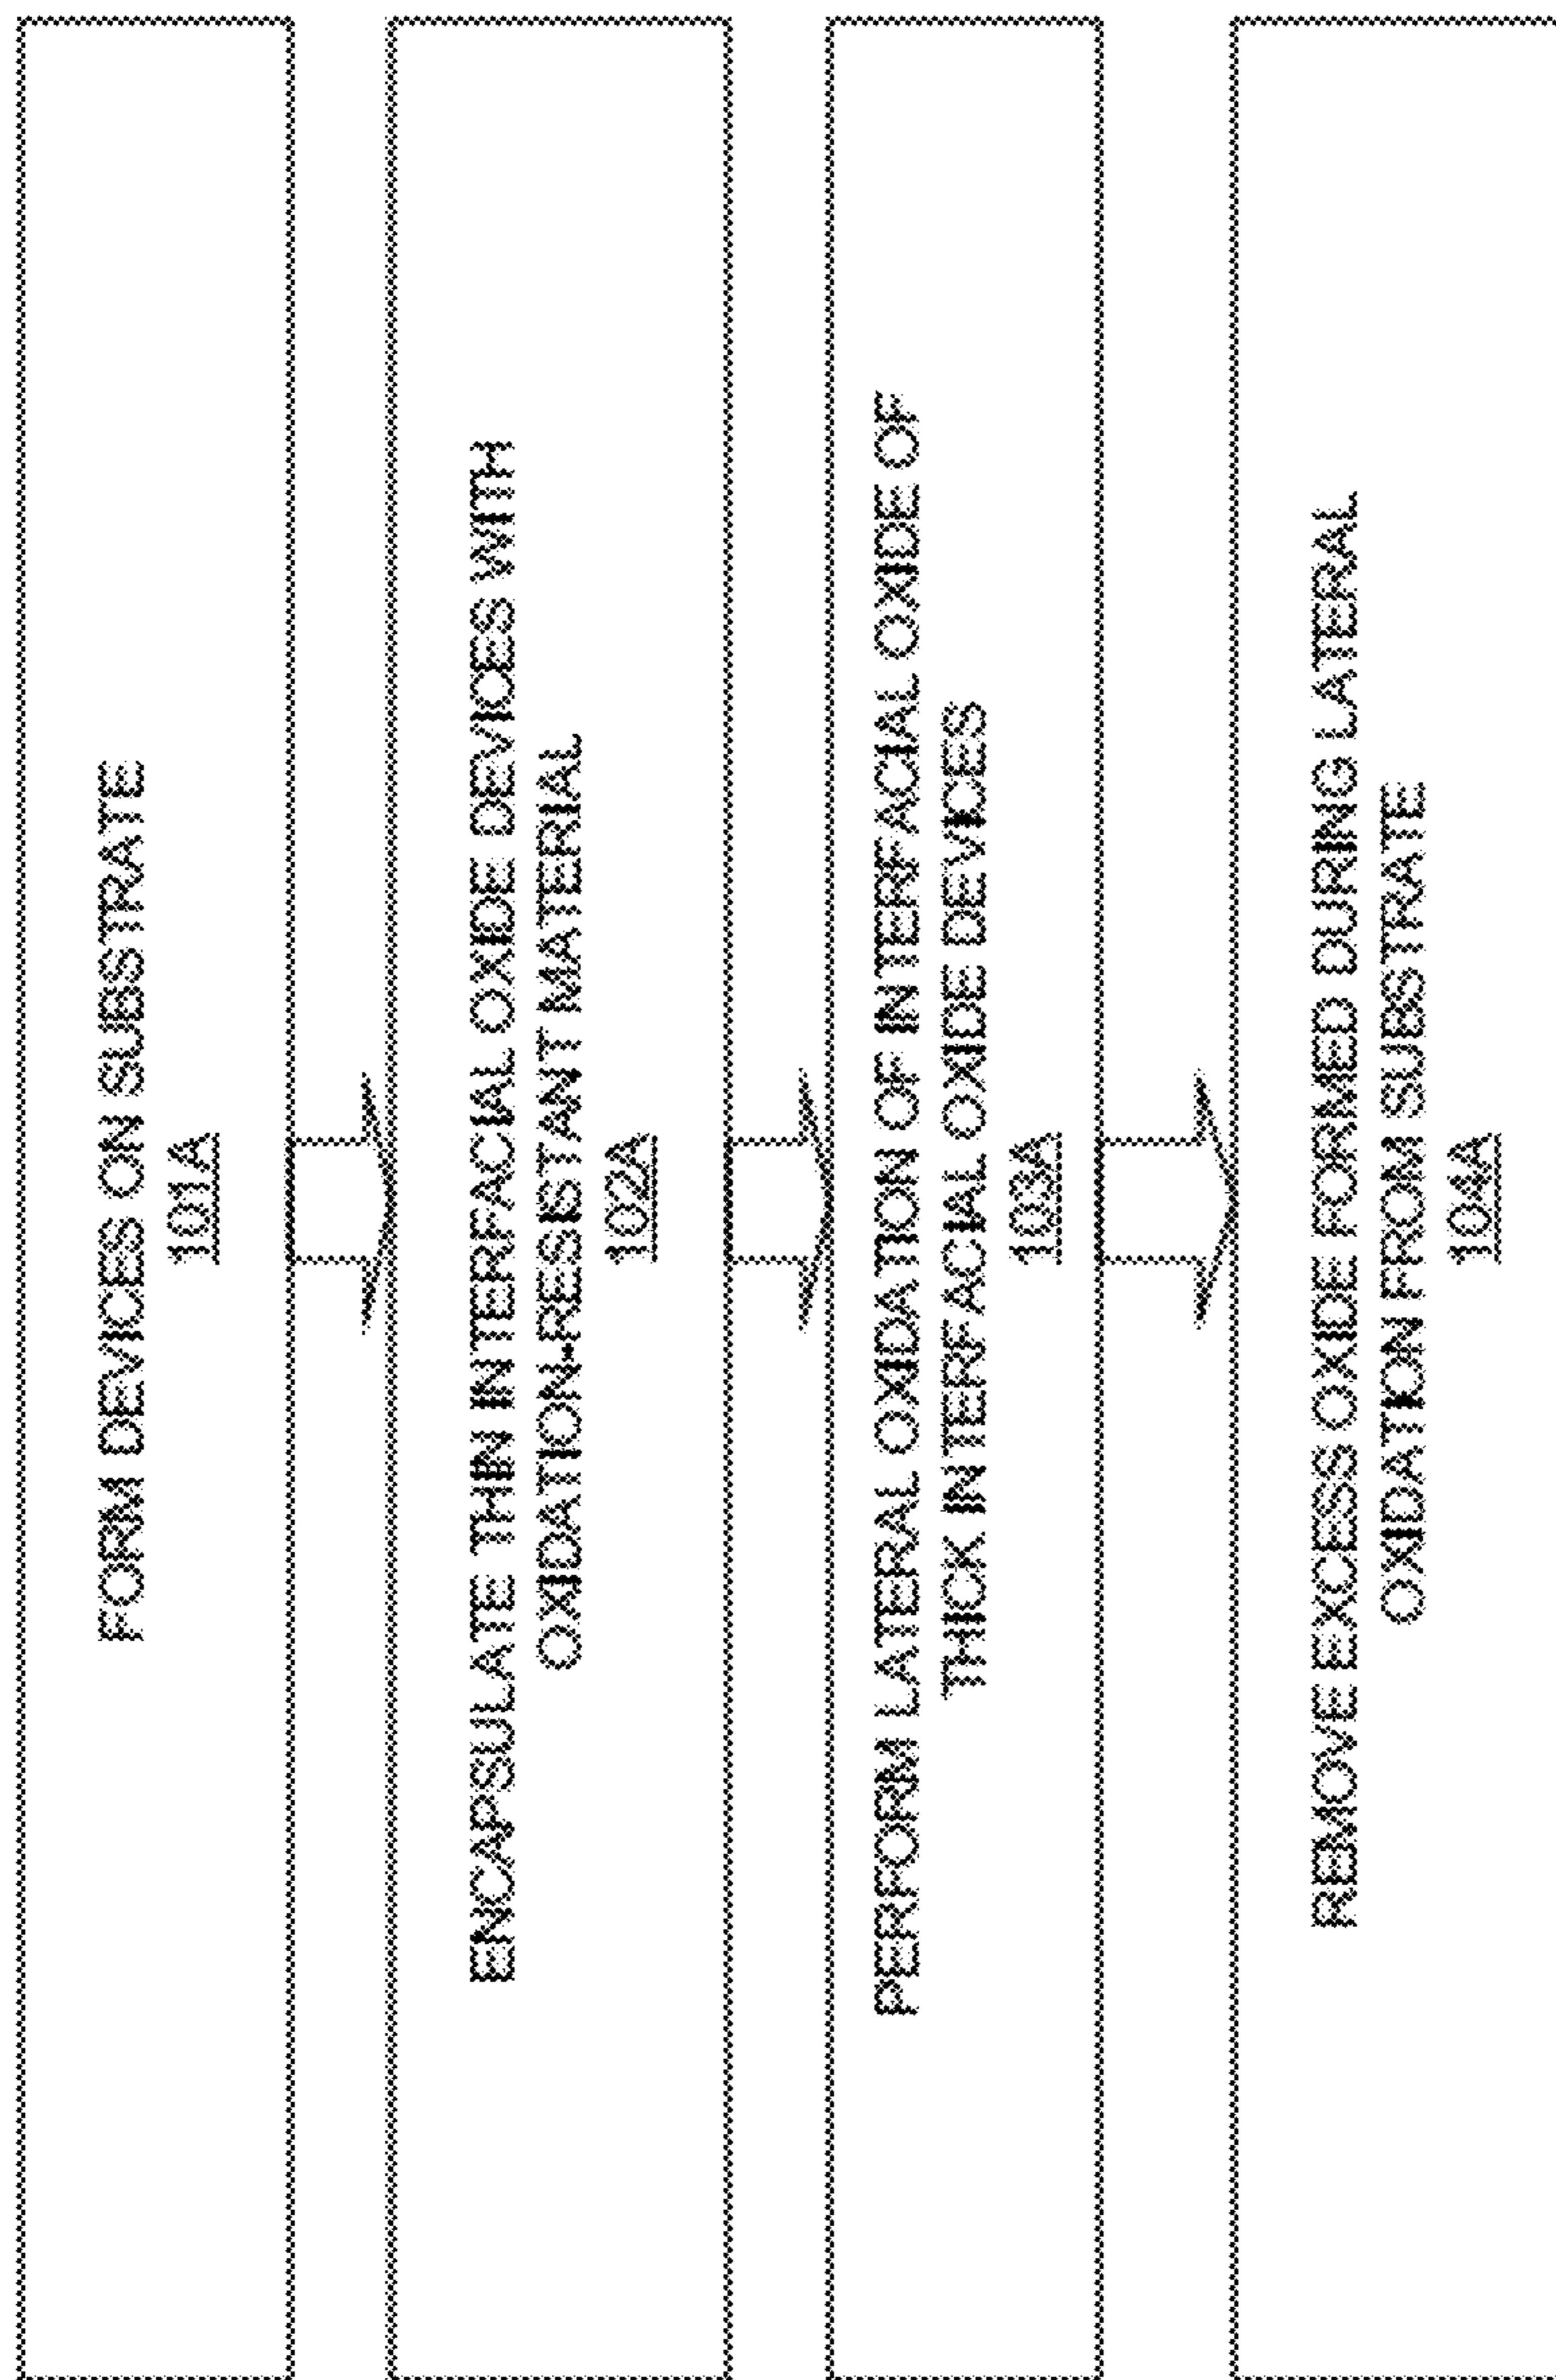 FORM DEVICES ON SUBSTRATE
101A
ENCAPSULATE THIN INTERFACIAL OXIDE DEVICES WITH
OXIDATION-RESISTANT MATERIAL
102A
PERFORM LATERAL OXIDATION OF INTERFACIAL OXIDE OF
THICK INTERFACIAL OXIDE DEVICES
103A
REMOVE EXCESS OXIDE FORMED DURING LATERAL
OXIDATION FROM SUBSTRATE
104A